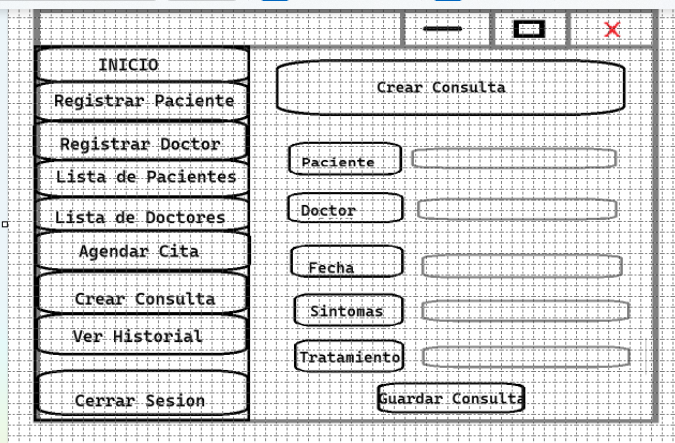 INICIO
Registrar Paciente
Registrar Doctor
Lista de Pacientes
Lista de Doctores
Agendar Cita
Crear Consulta
Ver Historial
Cerrar Sesion
Crear Consulta
Paciente
Doctor
Fecha
Sintomas
Tratamiento
Guardar Consulta